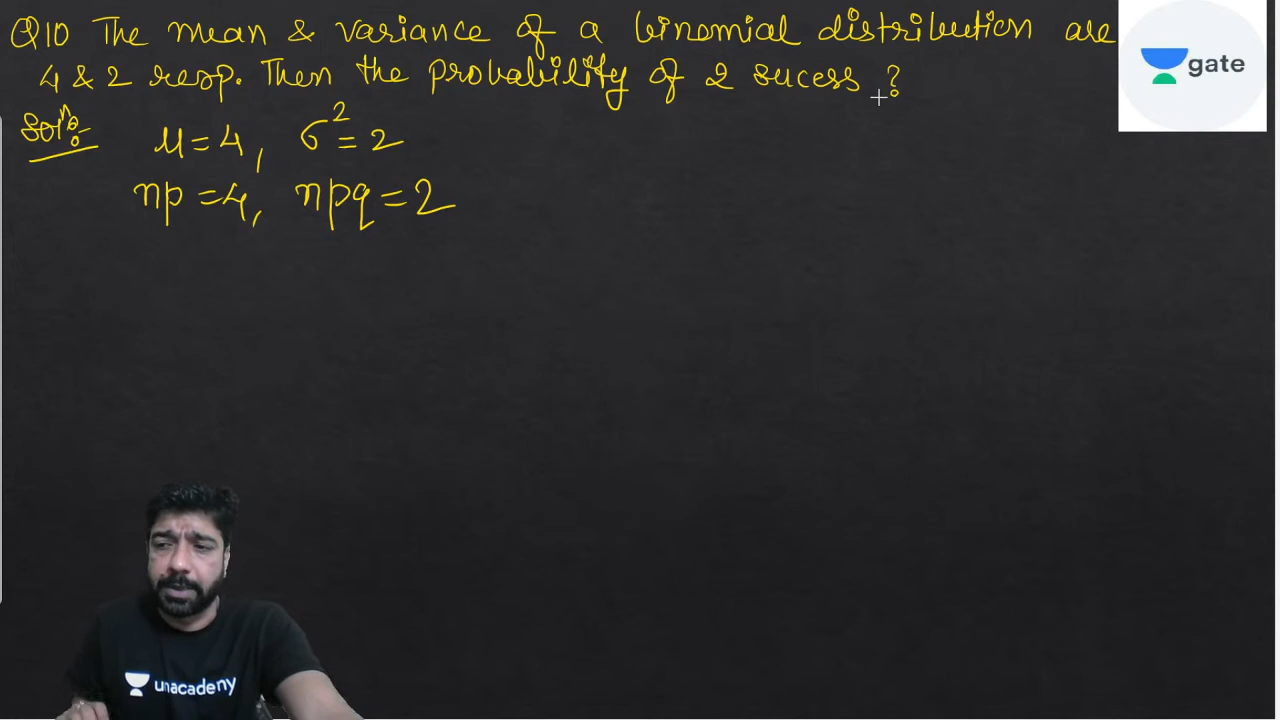 Q10 The mean & variance of a binomial distribution are
4 & 2 resp. Then the probability of 2 sucess ?
Solⁿ:-
μ = 4, σ² = 2
np = 4, npq = 2
gate
unacademy